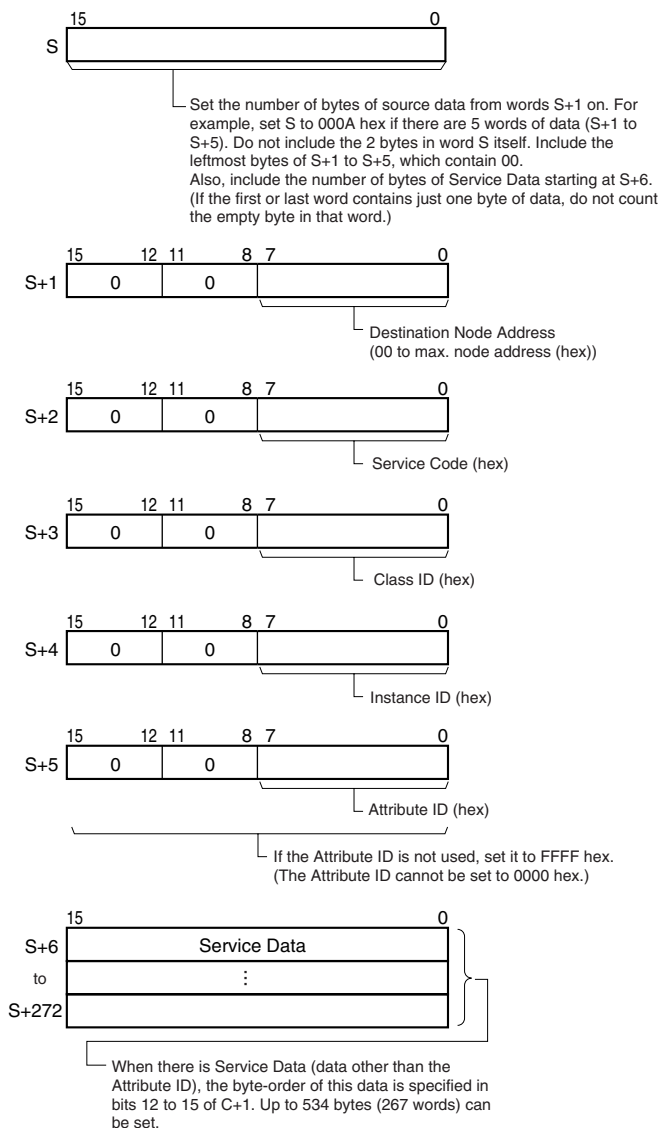 15 0
S
Set the number of bytes of source data from words S+1 on. For
example, set S to 000A hex if there are 5 words of data (S+1 to
S+5). Do not include the 2 bytes in word S itself. Include the
leftmost bytes of S+1 to S+5, which contain 00.
Also, include the number of bytes of Service Data starting at S+6.
(If the first or last word contains just one byte of data, do not count
the empty byte in that word.)
15 12 11 8 7 0
S+1 0 0
Destination Node Address
(00 to max. node address (hex))
15 12 11 8 7 0
S+2 0 0
Service Code (hex)
15 12 11 8 7 0
S+3 0 0
Class ID (hex)
15 12 11 8 7 0
S+4 0 0
Instance ID (hex)
15 12 11 8 7 0
S+5 0 0
Attribute ID (hex)
If the Attribute ID is not used, set it to FFFF hex.
(The Attribute ID cannot be set to 0000 hex.)
15 0
S+6 Service Data
to ⋮
S+272
When there is Service Data (data other than the
Attribute ID), the byte-order of this data is specified in
bits 12 to 15 of C+1. Up to 534 bytes (267 words) can
be set.